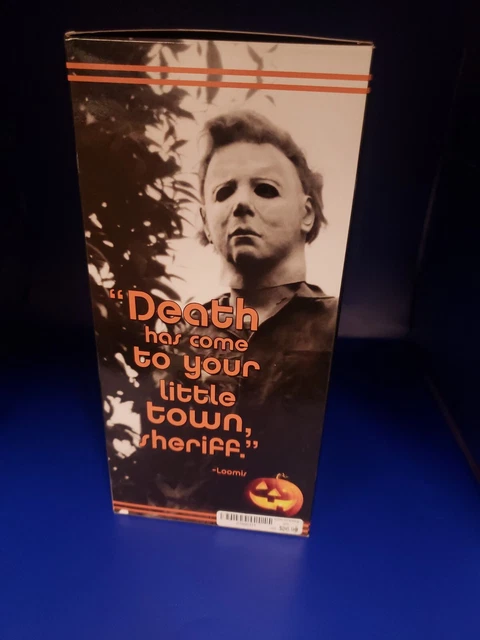 “Death
has come
to your
little
town,
sheriff.”
-Loomis